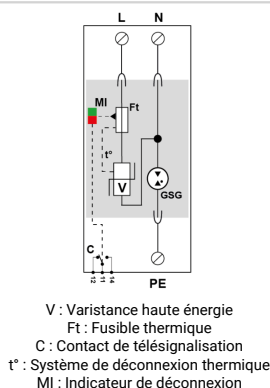 L N
MI
Ft
t°
V
GSG
C
12 11 14
PE
V : Varistance haute énergie
Ft : Fusible thermique
C : Contact de télésignalisation
t° : Système de déconnexion thermique
MI : Indicateur de déconnexion